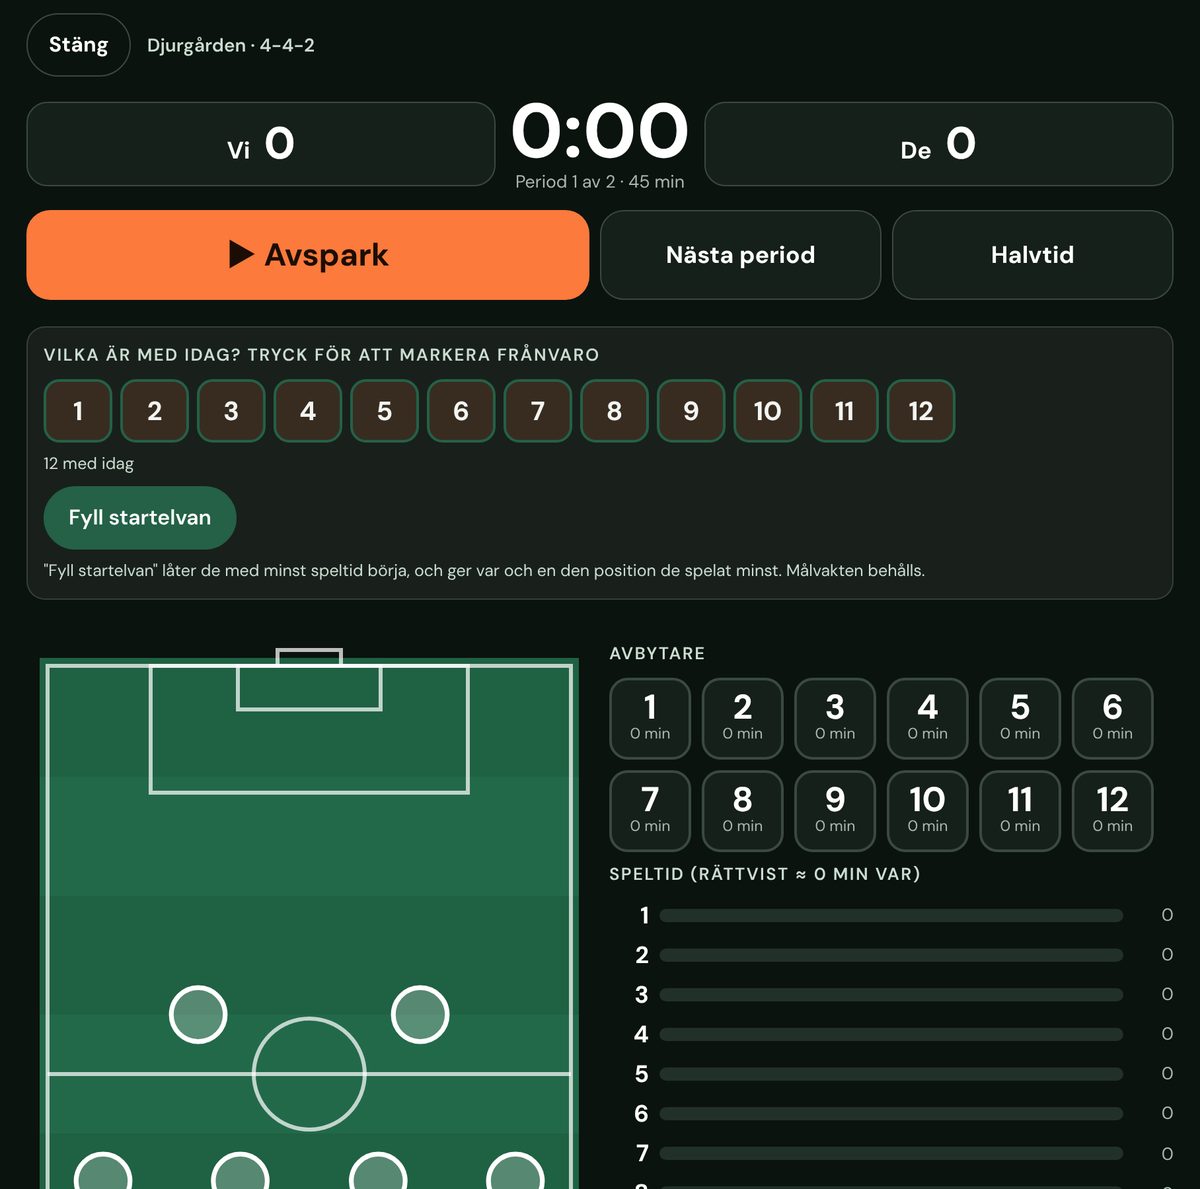 Stäng
Djurgården · 4-4-2
Vi 0
0:00
Period 1 av 2 · 45 min
De 0
▶ Avspark
Nästa period
Halvtid
VILKA ÄR MED IDAG? TRYCK FÖR ATT MARKERA FRÅNVARO
1 2 3 4 5 6 7 8 9 10 11 12
12 med idag
Fyll startelvan
"Fyll startelvan" låter de med minst speltid börja, och ger var och en den position de spelat minst. Målvakten behålls.
AVBYTARE
1 2 3 4 5 6
0 min 0 min 0 min 0 min 0 min 0 min
7 8 9 10 11 12
0 min 0 min 0 min 0 min 0 min 0 min
SPELTID (RÄTTVIST ≈ 0 MIN VAR)
1 0
2 0
3 0
4 0
5 0
6 0
7 0